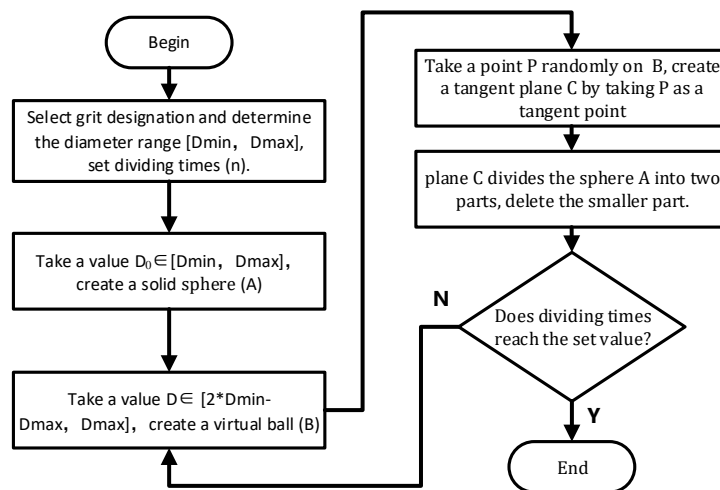 Begin
Select grit designation and determine
the diameter range [Dmin, Dmax],
set dividing times (n).
Take a value D₀∈[Dmin, Dmax],
create a solid sphere (A)
Take a value D∈ [2*Dmin-
Dmax, Dmax], create a virtual ball (B)
Take a point P randomly on B, create
a tangent plane C by taking P as a
tangent point
plane C divides the sphere A into two
parts, delete the smaller part.
Does dividing times
reach the set value?
N
Y
End